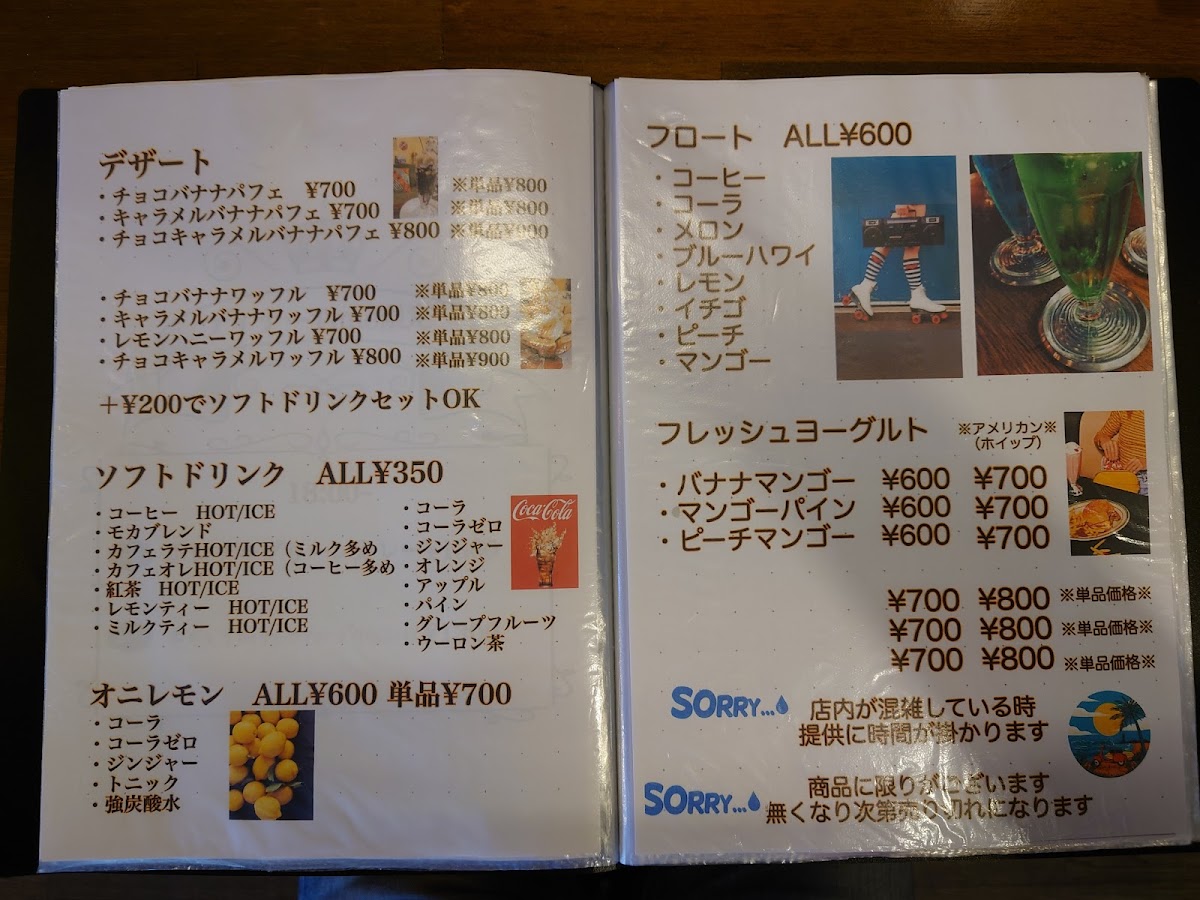 デザート
・チョコバナナパフェ ¥700 ※単品¥800
・キャラメルバナナパフェ ¥700 ※単品¥800
・チョコキャラメルバナナパフェ ¥800 ※単品¥900
・チョコバナナワッフル ¥700 ※単品¥800
・キャラメルバナナワッフル ¥700 ※単品¥800
・レモンハニーワッフル ¥700 ※単品¥800
・チョコキャラメルワッフル ¥800 ※単品¥900
＋¥200でソフトドリンクセットOK
ソフトドリンク ALL¥350
・コーヒー HOT/ICE
・モカブレンド
・カフェラテHOT/ICE（ミルク多め
・カフェオレHOT/ICE（コーヒー多め
・紅茶 HOT/ICE
・レモンティー HOT/ICE
・ミルクティー HOT/ICE
・コーラ
・コーラゼロ
・ジンジャー
・オレンジ
・アップル
・パイン
・グレープフルーツ
・ウーロン茶
Coca-Cola
オニレモン ALL¥600 単品¥700
・コーラ
・コーラゼロ
・ジンジャー
・トニック
・強炭酸水
フロート ALL¥600
・コーヒー
・コーラ
・メロン
・ブルーハワイ
・レモン
・イチゴ
・ピーチ
・マンゴー
フレッシュヨーグルト ※アメリカン※
（ホイップ）
・バナナマンゴー ¥600 ¥700
・マンゴーパイン ¥600 ¥700
・ピーチマンゴー ¥600 ¥700
¥700 ¥800 ※単品価格※
¥700 ¥800 ※単品価格※
¥700 ¥800 ※単品価格※
SORRY... 店内が混雑している時
提供に時間が掛かります
SORRY... 商品に限りがございます
無くなり次第売り切れになります